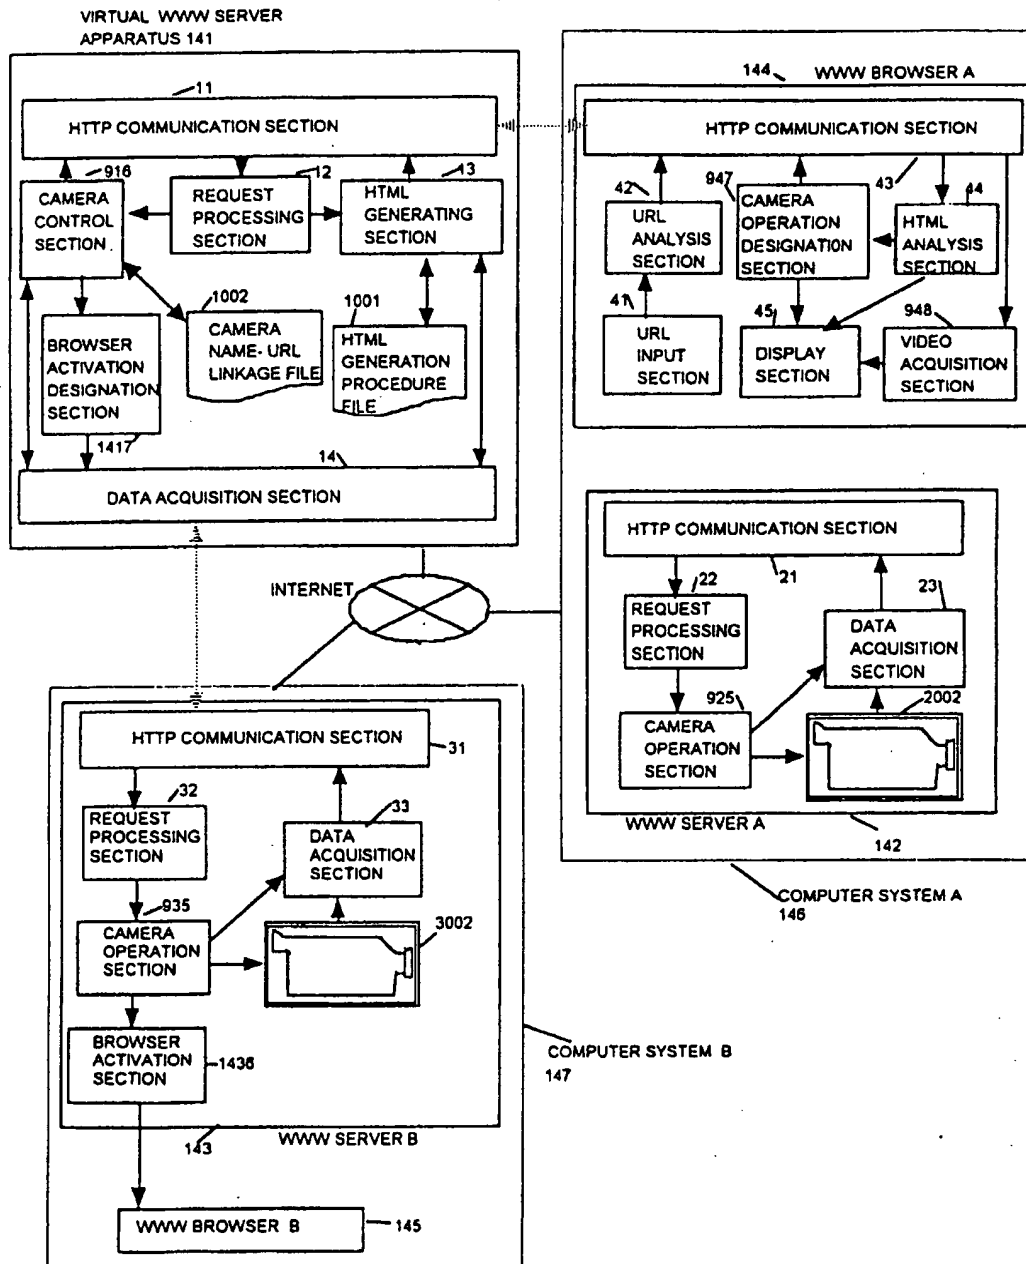 VIRTUAL WWW SERVER
APPARATUS 141
11
HTTP COMMUNICATION SECTION
916
CAMERA
CONTROL
SECTION
12
REQUEST
PROCESSING
SECTION
13
HTML
GENERATING
SECTION
BROWSER
ACTIVATION
DESIGNATION
SECTION
1417
1002
CAMERA
NAME-URL
LINKAGE FILE
1001
HTML
GENERATION
PROCEDURE
FILE
14
DATA ACQUISITION SECTION
144
WWW BROWSER A
HTTP COMMUNICATION SECTION
43
42
URL
ANALYSIS
SECTION
947
CAMERA
OPERATION
DESIGNATION
SECTION
44
HTML
ANALYSIS
SECTION
41
URL
INPUT
SECTION
45
DISPLAY
SECTION
948
VIDEO
ACQUISITION
SECTION
HTTP COMMUNICATION SECTION
21
22
REQUEST
PROCESSING
SECTION
23
DATA
ACQUISITION
SECTION
925
CAMERA
OPERATION
SECTION
2002
WWW SERVER A
142
COMPUTER SYSTEM A
146
INTERNET
HTTP COMMUNICATION SECTION
31
32
REQUEST
PROCESSING
SECTION
33
DATA
ACQUISITION
SECTION
935
CAMERA
OPERATION
SECTION
3002
BROWSER
ACTIVATION
SECTION
1436
143
WWW SERVER B
COMPUTER SYSTEM B
147
WWW BROWSER B
145